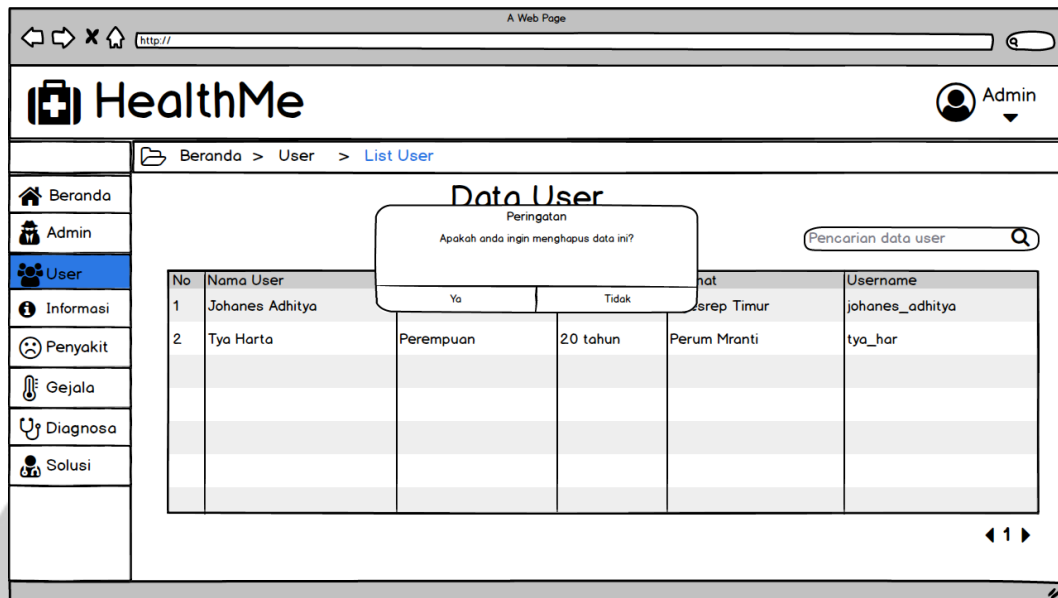 A Web Page
http://
HealthMe
Admin
Beranda > User > List User
Beranda
Admin
User
Informasi
Penyakit
Gejala
Diagnosa
Solusi
Data User
Peringatan
Apakah anda ingin menghapus data ini?
Ya Tidak
Pencarian data user
No Nama User Username
1 Johanes Adhitya Timur johanes_adhitya
2 Tya Harta Perempuan 20 tahun Perum Mranti tya_har
1